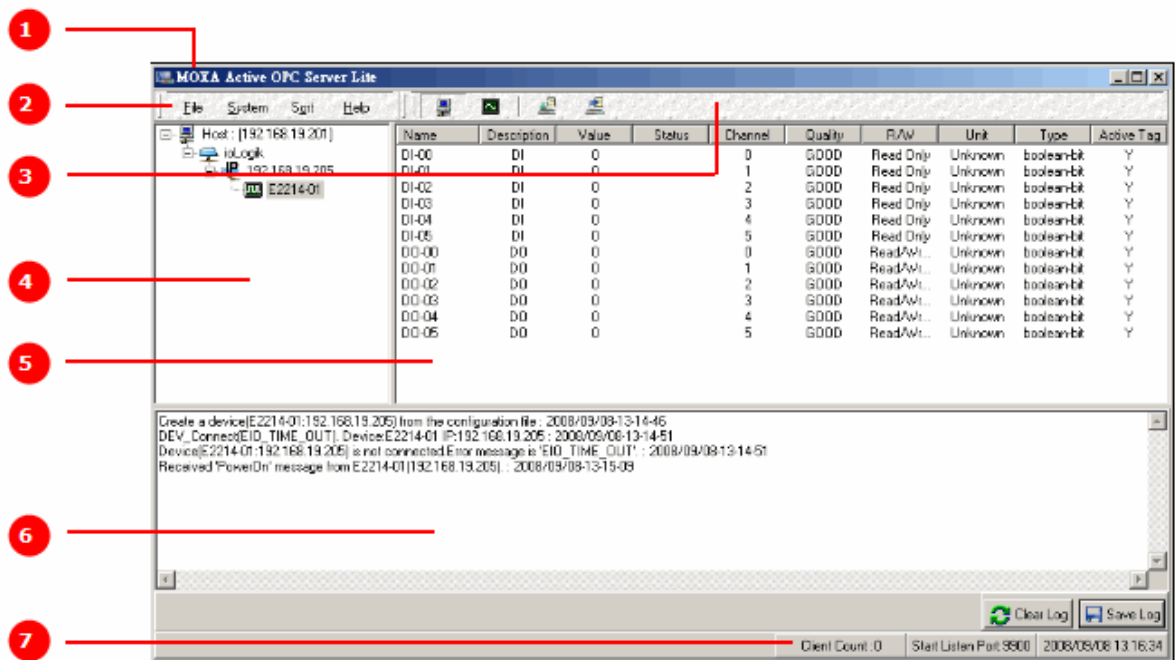 1
MOXA Active OPC Server Lite
2
File System Sort Help
Host : [192.168.19.201]
ioLogik
192.168.19.205
E2214-01
3
4
Name Description Value Status Channel Quality R/W Unit Type Active Tag
DI-00 DI 0 0 GOOD Read Only Unknown boolean-bit Y
DI-01 DI 0 1 GOOD Read Only Unknown boolean-bit Y
DI-02 DI 0 2 GOOD Read Only Unknown boolean-bit Y
DI-03 DI 0 3 GOOD Read Only Unknown boolean-bit Y
DI-04 DI 0 4 GOOD Read Only Unknown boolean-bit Y
DI-05 DI 0 5 GOOD Read Only Unknown boolean-bit Y
DO-00 DO 0 0 GOOD Read/Wr... Unknown boolean-bit Y
DO-01 DO 0 1 GOOD Read/Wr... Unknown boolean-bit Y
DO-02 DO 0 2 GOOD Read/Wr... Unknown boolean-bit Y
DO-03 DO 0 3 GOOD Read/Wr... Unknown boolean-bit Y
DO-04 DO 0 4 GOOD Read/Wr... Unknown boolean-bit Y
DO-05 DO 0 5 GOOD Read/Wr... Unknown boolean-bit Y
5
Create a device(E2214-01:192.168.19.205) from the configuration file : 2008/09/08-13-14-46
DEV_Connect(EIO_TIME_OUT). Device:E2214-01 IP:192.168.19.205 : 2008/09/08-13-14-51
Device(E2214-01:192.168.19.205) is not connected.Error message is 'EIO_TIME_OUT'. : 2008/09/08-13-14-51
Received 'PowerOn' message from E2214-01(192.168.19.205). : 2008/09/08-13-15-09
6
Clear Log Save Log
7
Client Count :0 Start Listen Port:9900 2008/09/08 13:16:34